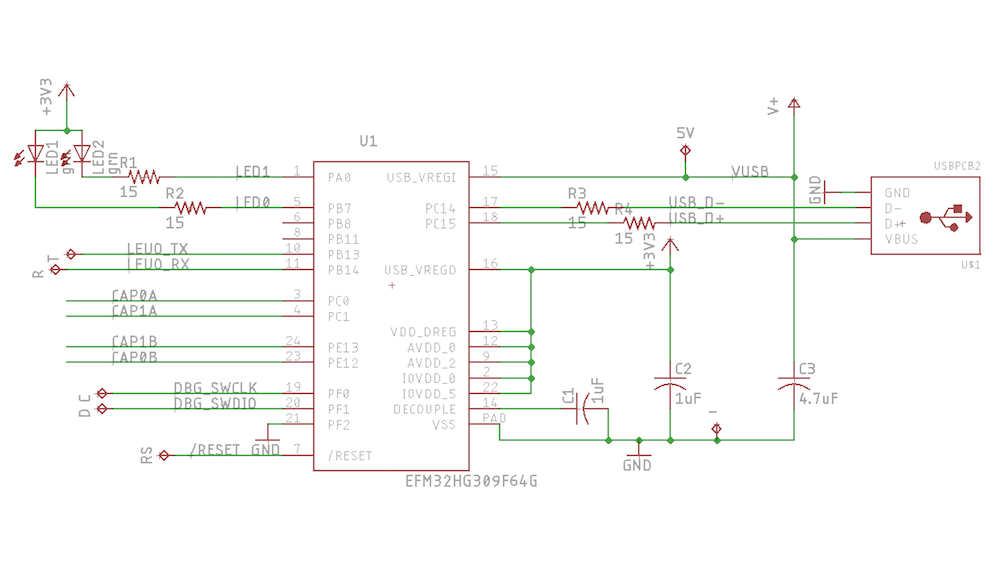 +3V3
LED1
grn
LED2
grn
R1
15
R2
15
LED1
LED0
LEU0_TX
LEU0_RX
T
R
CAP0A
CAP1A
CAP1B
CAP0B
DBG_SWCLK
DBG_SWDIO
C
D
GND
/RESET
RS
U1
1 PA0
5 PB7
6 PB8
8 PB11
10 PB13
11 PB14
3 PC0
4 PC1
24 PE13
23 PE12
19 PF0
20 PF1
21 PF2
7 /RESET
USB_VREGI 15
PC14 17
PC15 18
USB_VREGO 16
VDD_DREG 13
AVDD_0 12
AVDD_2 9
IOVDD_0 2
IOVDD_5 22
DECOUPLE 14
VSS PAD
EFM32HG309F64G
5V
VUSB
V+
R3
15
R4
15
USB_D-
USB_D+
+3V3
C1
1uF
C2
1uF
C3
4.7uF
-
GND
GND
USBPCB2
GND
D-
D+
VBUS
U$1